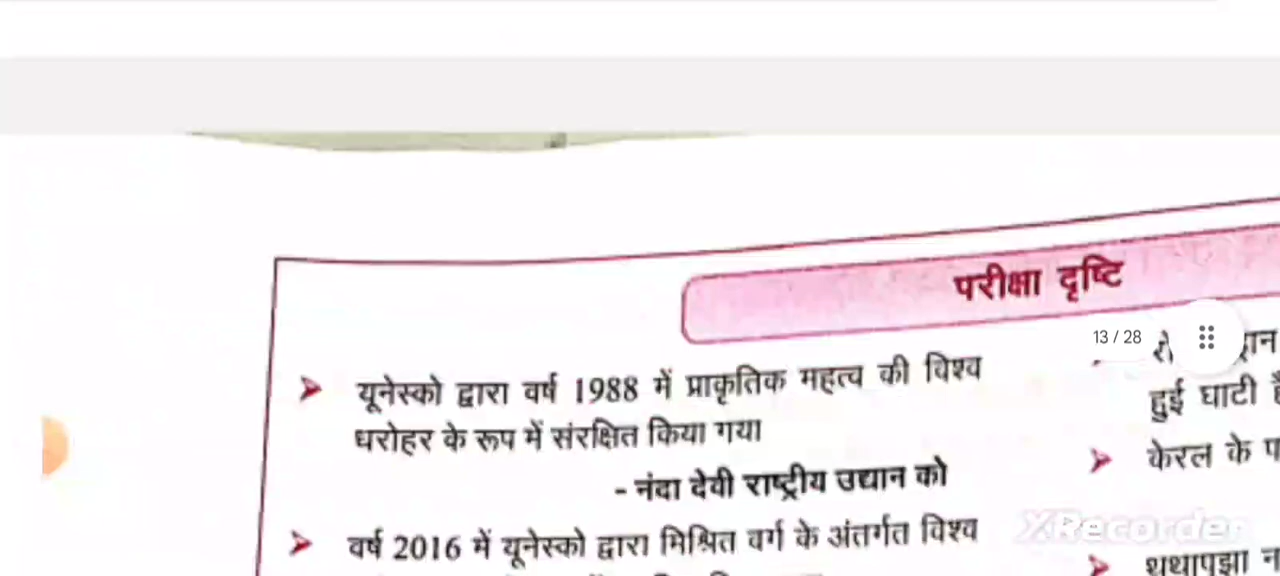 परीक्षा दृष्टि
13 / 28
➤ यूनेस्को द्वारा वर्ष 1988 में प्राकृतिक महत्व की विश्व
धरोहर के रूप में संरक्षित किया गया
- नंदा देवी राष्ट्रीय उद्यान को
➤ वर्ष 2016 में यूनेस्को द्वारा मिश्रित वर्ग के अंतर्गत विश्व
हुई घाटी
➤ केरल के
XRecorder